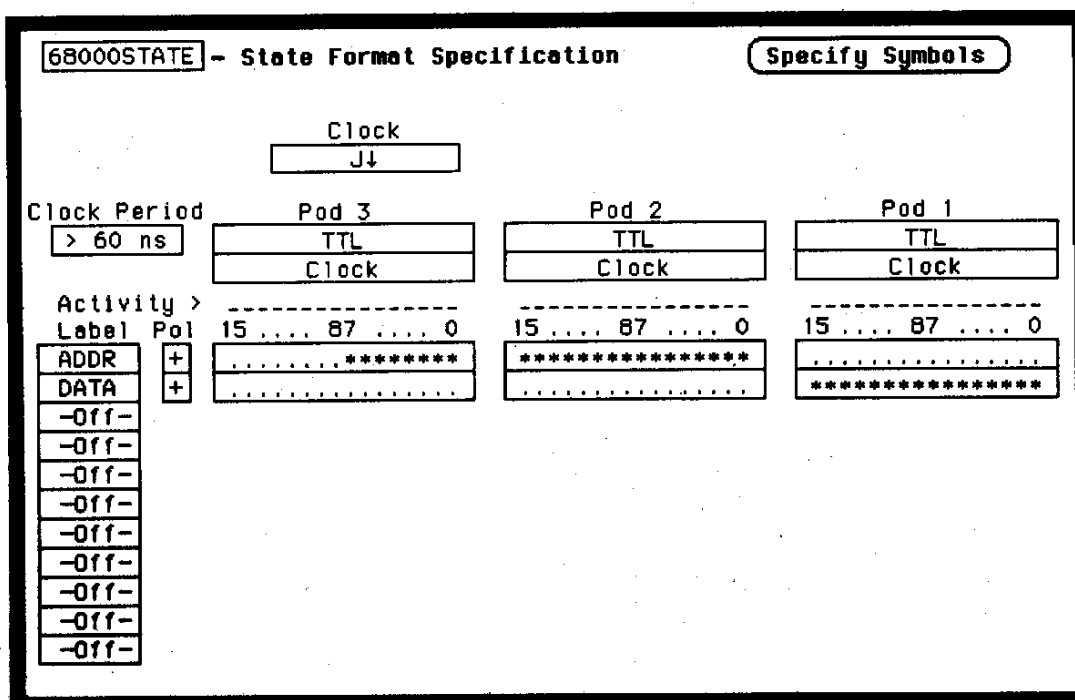 68000STATE – State Format Specification Specify Symbols
Clock
J↓
Clock Period Pod 3 Pod 2 Pod 1
> 60 ns TTL TTL TTL
Clock Clock Clock
Activity > ---------------- ---------------- ----------------
Label Pol 15 .... 87 .... 0 15 .... 87 .... 0 15 .... 87 .... 0
ADDR + ........******** **************** ................
DATA + ................ ................ ****************
-Off-
-Off-
-Off-
-Off-
-Off-
-Off-
-Off-
-Off-
-Off-